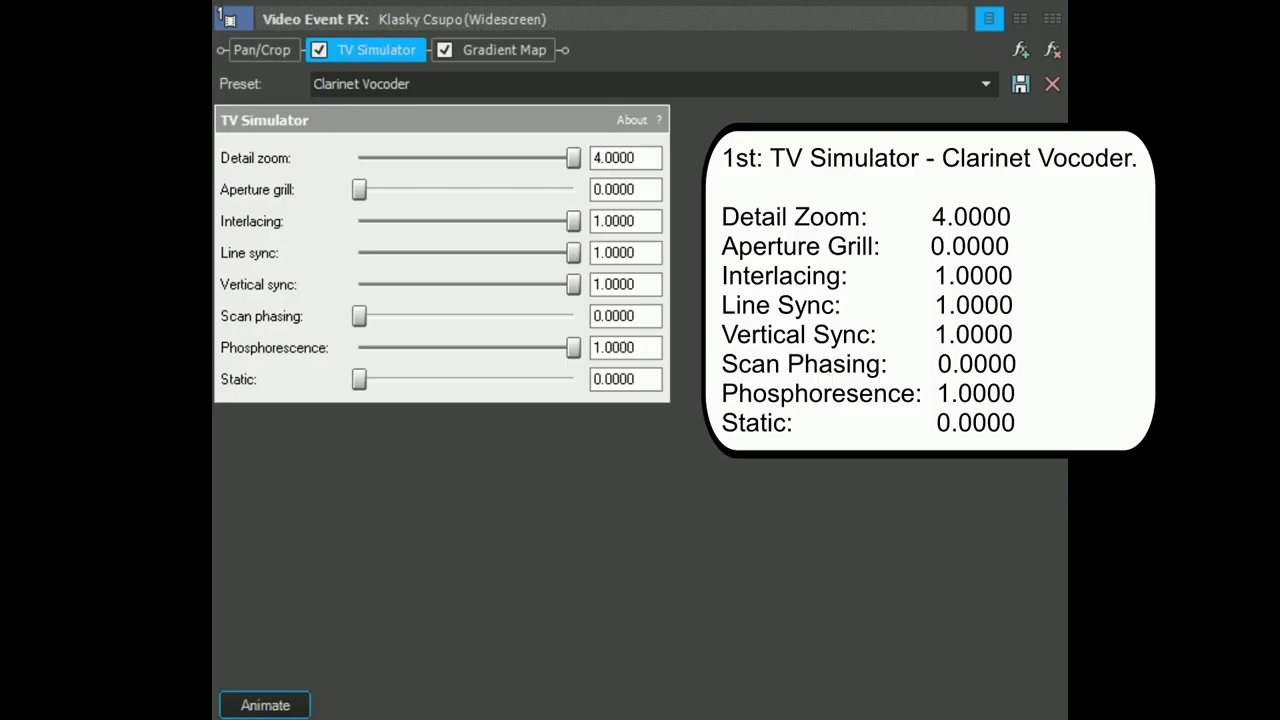 1
Video Event FX: Klasky Csupo (Widescreen)
Pan/Crop TV Simulator Gradient Map
Preset: Clarinet Vocoder
TV Simulator About ?
Detail zoom: 4.0000
Aperture grill: 0.0000
Interlacing: 1.0000
Line sync: 1.0000
Vertical sync: 1.0000
Scan phasing: 0.0000
Phosphorescence: 1.0000
Static: 0.0000
1st: TV Simulator - Clarinet Vocoder.
Detail Zoom: 4.0000
Aperture Grill: 0.0000
Interlacing: 1.0000
Line Sync: 1.0000
Vertical Sync: 1.0000
Scan Phasing: 0.0000
Phosphoresence: 1.0000
Static: 0.0000
Animate